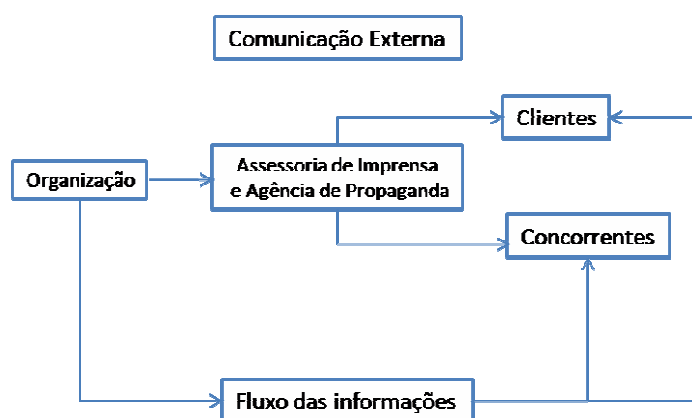 Comunicação Externa
Clientes
Assessoria de Imprensa
e Agência de Propaganda
Organização
Concorrentes
Fluxo das informações